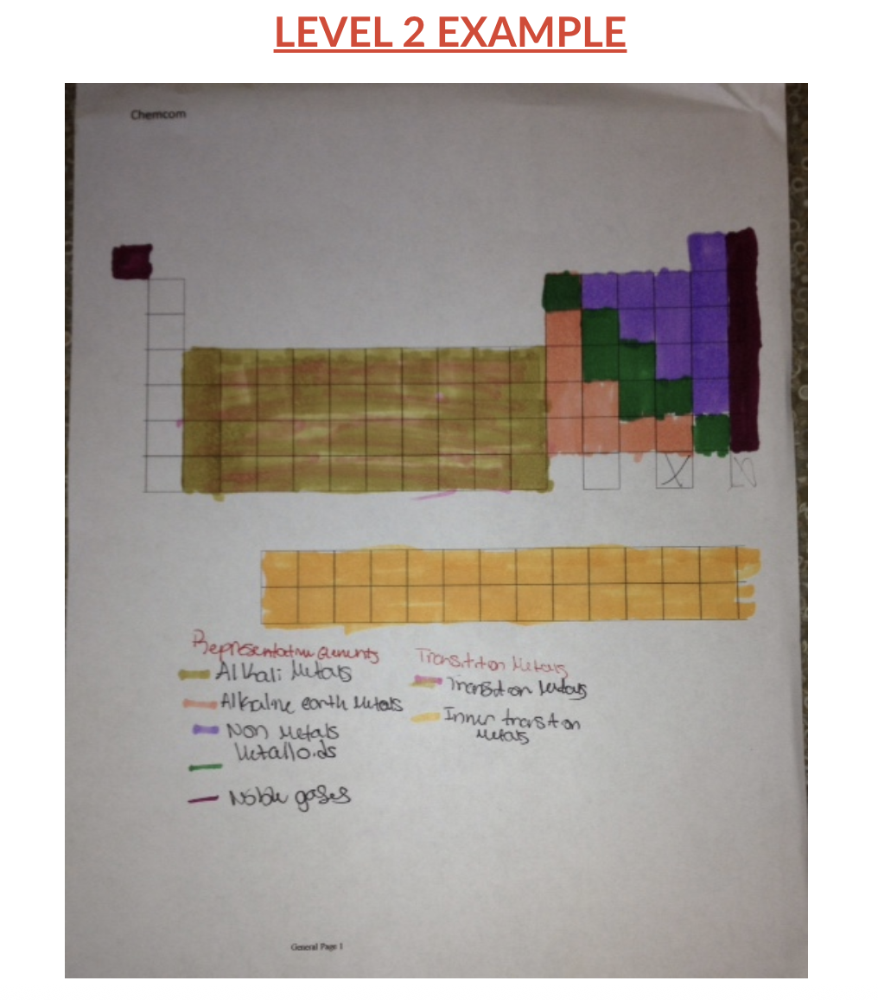 LEVEL 2 EXAMPLE
Chemcom
Representative elements
Alkali Metals
Alkaline earth Metals
Non Metals
Metalloids
Noble gases
Transition Metals
Transition Metals
Inner transition
Metals
General Page 1